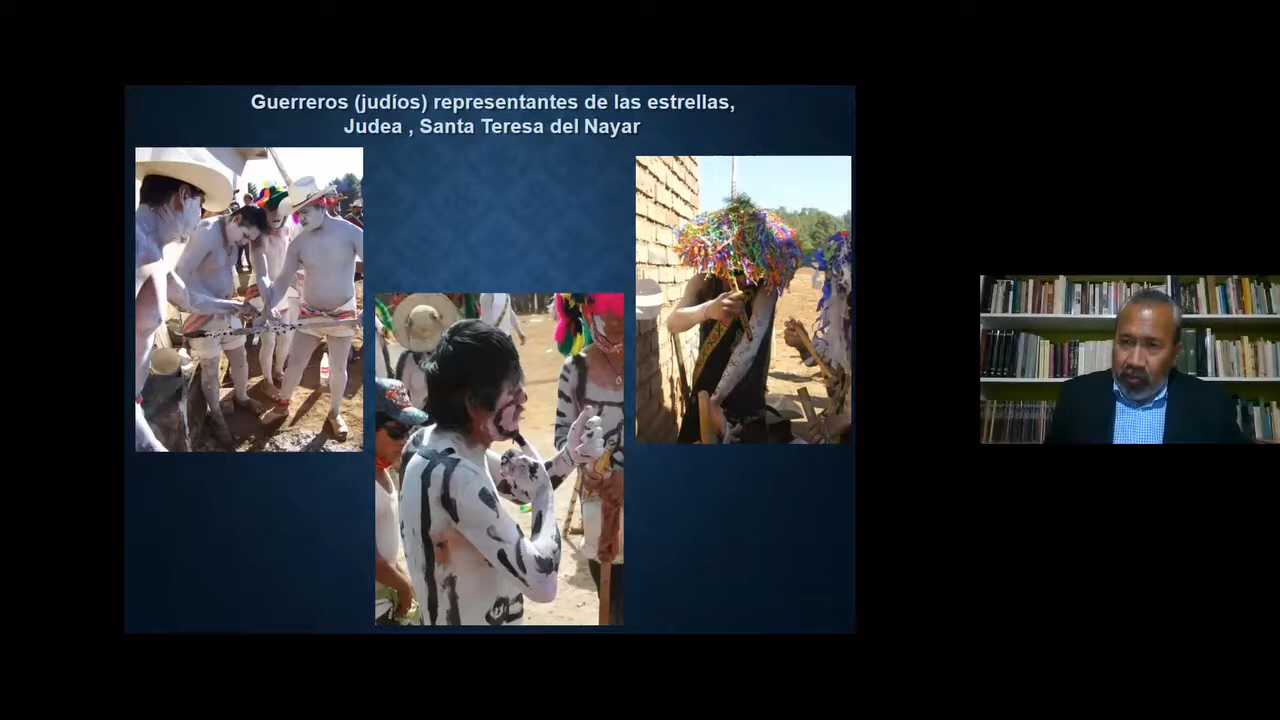 Guerreros (judíos) representantes de las estrellas,
Judea , Santa Teresa del Nayar